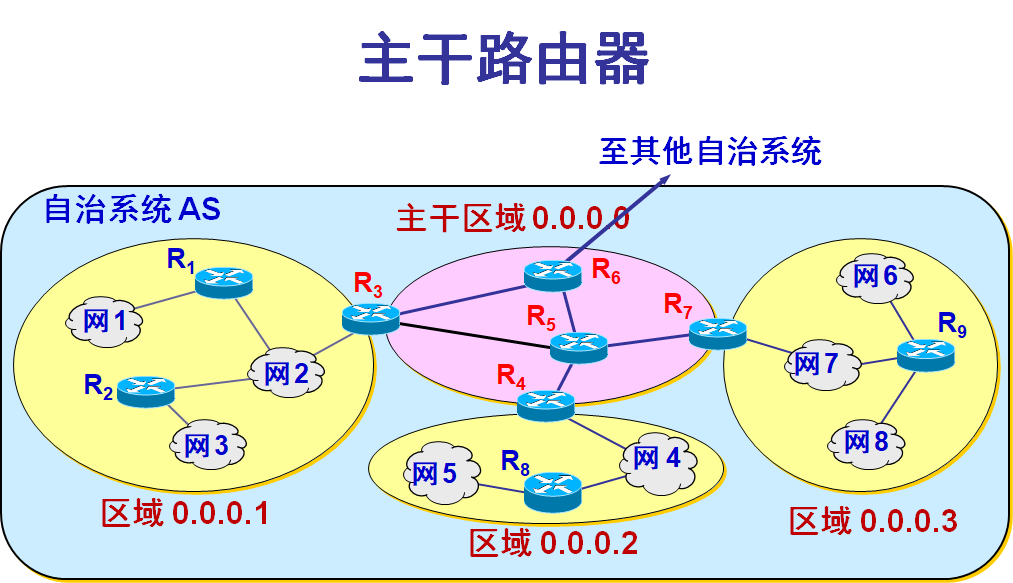 主干路由器
至其他自治系统
自治系统 AS
主干区域 0.0.0.0
R1
R3
R6
网1
R5
R7
网6
R9
R2
网2
R4
网7
网3
网5
R8
网4
网8
区域 0.0.0.1
区域 0.0.0.2
区域 0.0.0.3